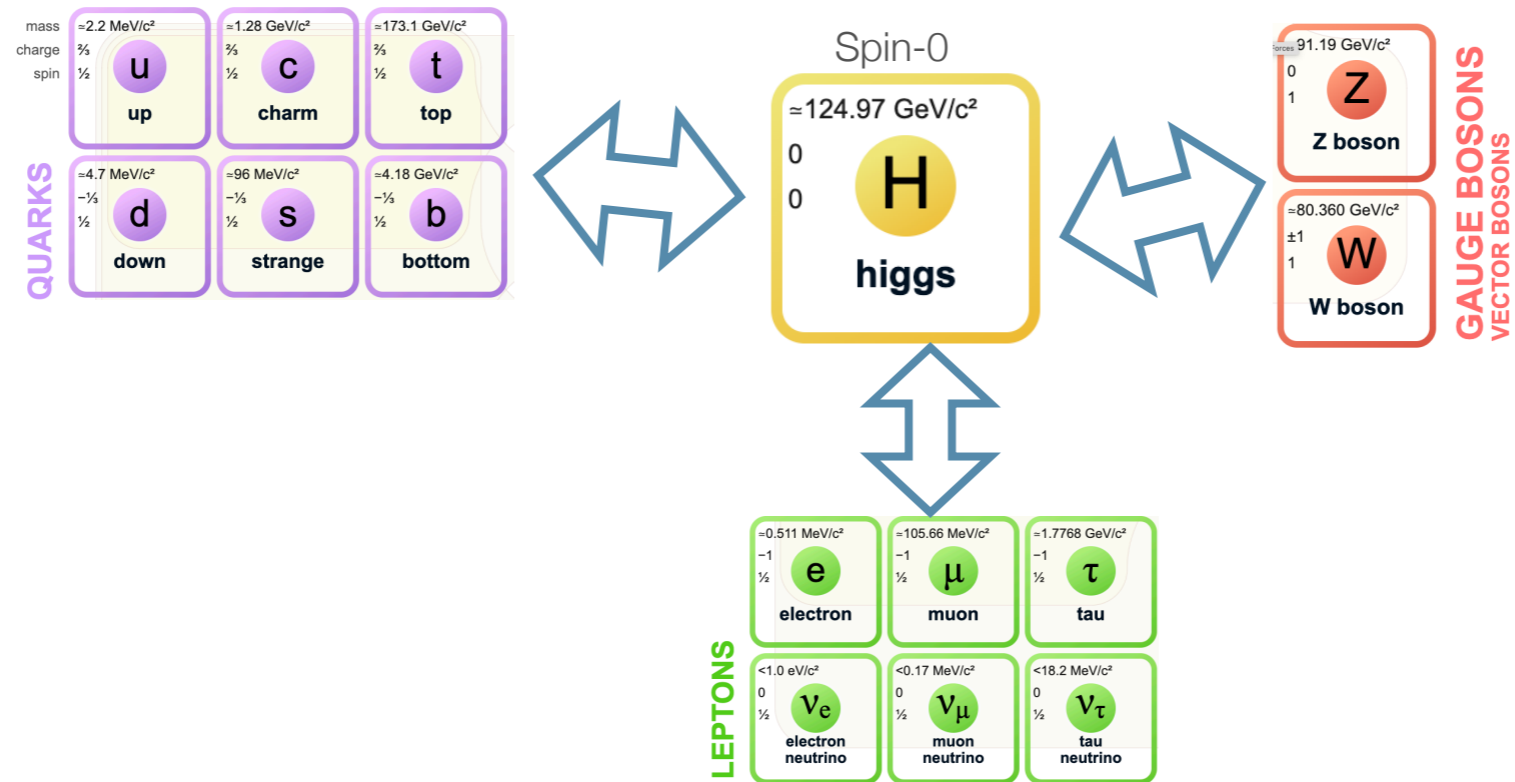 mass
charge
spin
≃2.2 MeV/c²
⅔
½
u
up
≃1.28 GeV/c²
⅔
½
c
charm
≃173.1 GeV/c²
⅔
½
t
top
QUARKS
≃4.7 MeV/c²
−⅓
½
d
down
≃96 MeV/c²
−⅓
½
s
strange
≃4.18 GeV/c²
−⅓
½
b
bottom
Spin-0
≃124.97 GeV/c²
0
0
H
higgs
Forces
91.19 GeV/c²
0
1
Z
Z boson
≃80.360 GeV/c²
±1
1
W
W boson
GAUGE BOSONS
VECTOR BOSONS
LEPTONS
≃0.511 MeV/c²
−1
½
e
electron
≃105.66 MeV/c²
−1
½
μ
muon
≃1.7768 GeV/c²
−1
½
τ
tau
<1.0 eV/c²
0
½
νe
electron
neutrino
<0.17 MeV/c²
0
½
νμ
muon
neutrino
<18.2 MeV/c²
0
½
ντ
tau
neutrino